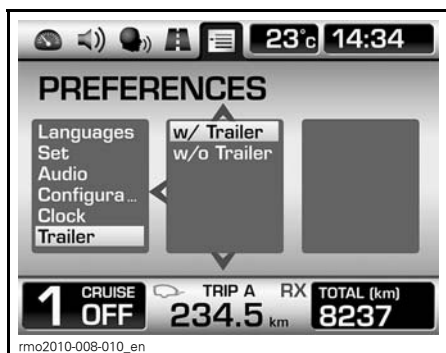 23°c 14:34
PREFERENCES
Languages
Set
Audio
Configura...
Clock
Trailer
w/ Trailer
w/o Trailer
1 CRUISE OFF
TRIP A RX
234.5 km
TOTAL (km)
8237
rmo2010-008-010_en